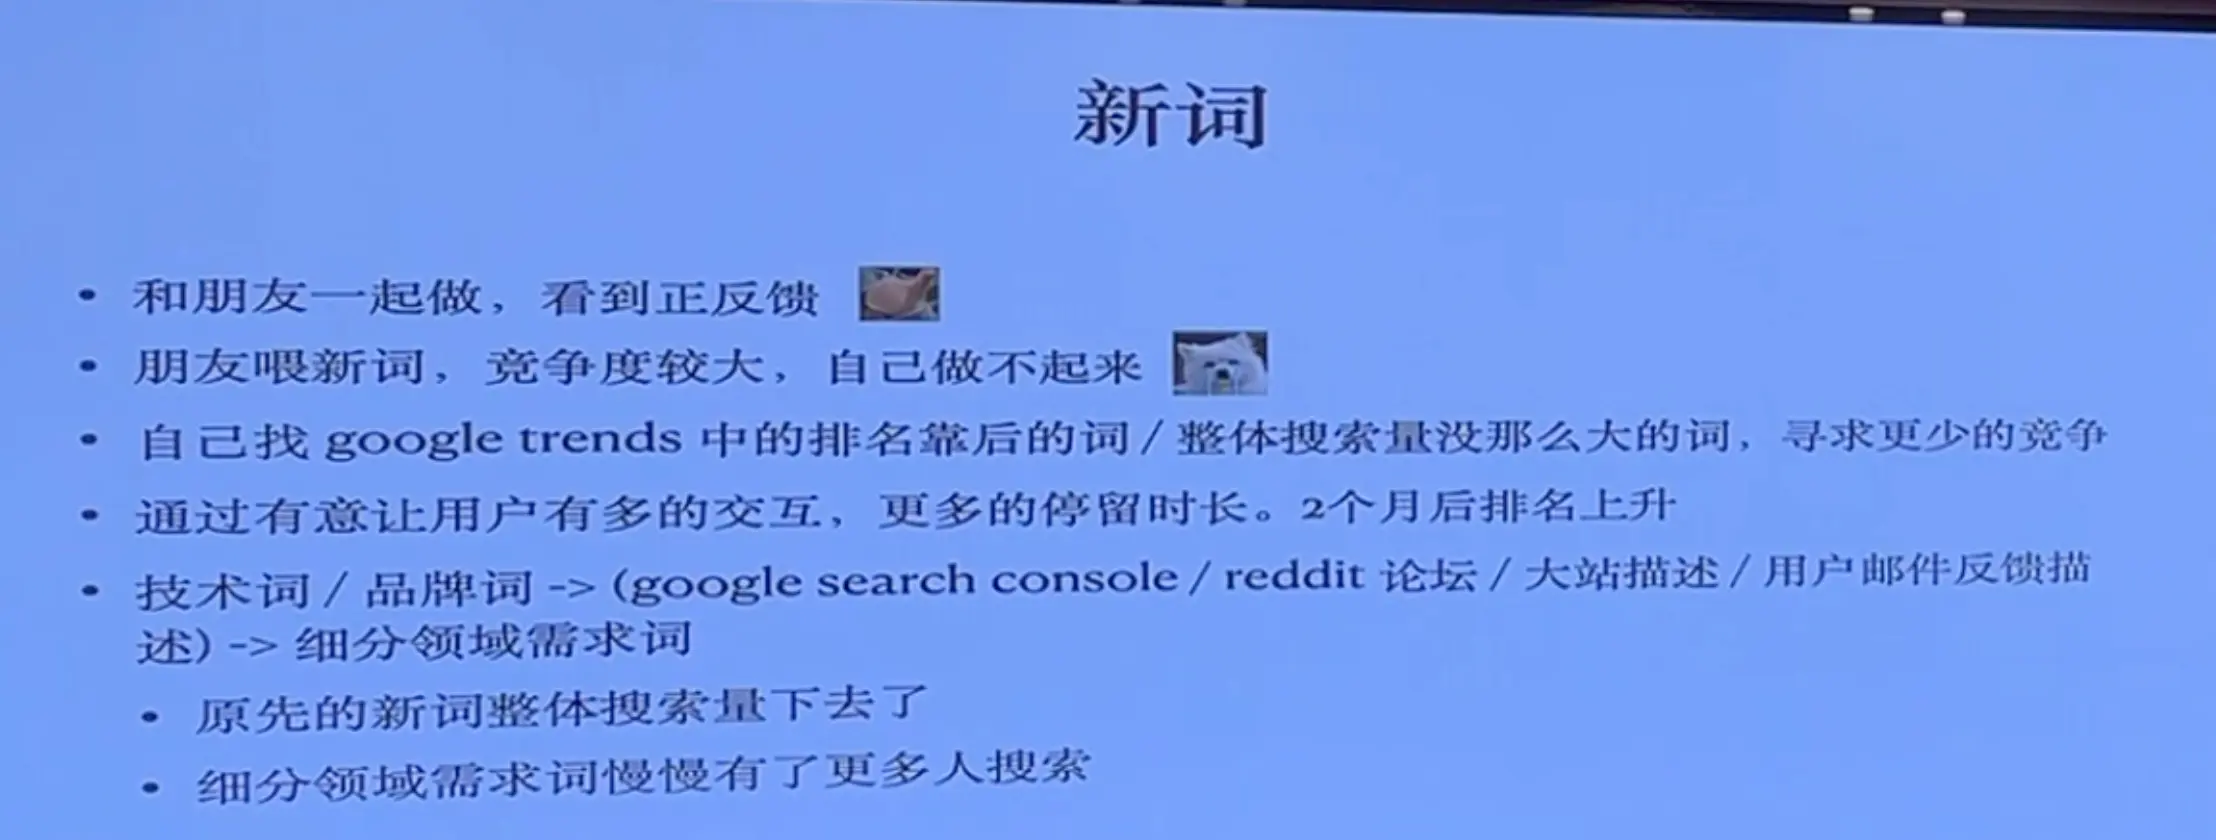 新词
• 和朋友一起做，看到正反馈
• 朋友喂新词，竞争度较大，自己做不起来
• 自己找 google trends 中的排名靠后的词 / 整体搜索量没那么大的词，寻求更少的竞争
• 通过有意让用户有多的交互，更多的停留时长。2个月后排名上升
• 技术词 / 品牌词 -> (google search console / reddit 论坛 / 大站描述 / 用户邮件反馈描
述) -> 细分领域需求词
• 原先的新词整体搜索量下去了
• 细分领域需求词慢慢有了更多人搜索